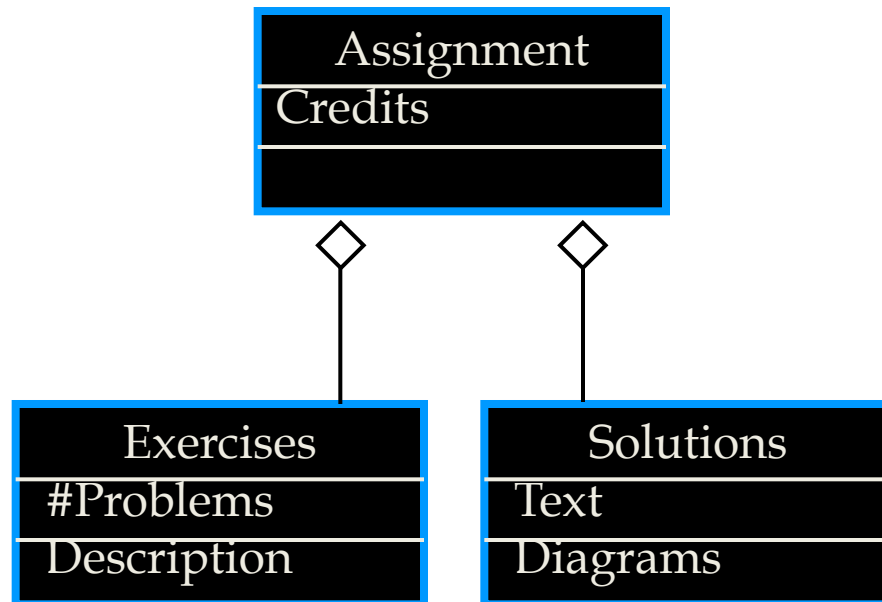 Assignment
Credits
Exercises
#Problems
Description
Solutions
Text
Diagrams